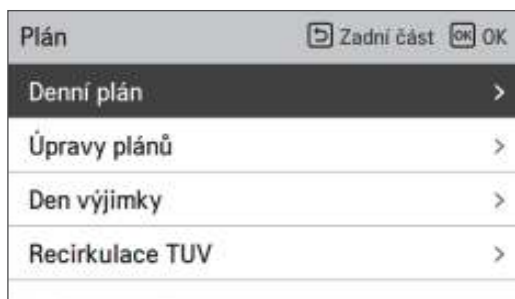 Plán Zadní část OK OK
Denní plán >
Úpravy plánů >
Den výjimky >
Recirkulace TUV >